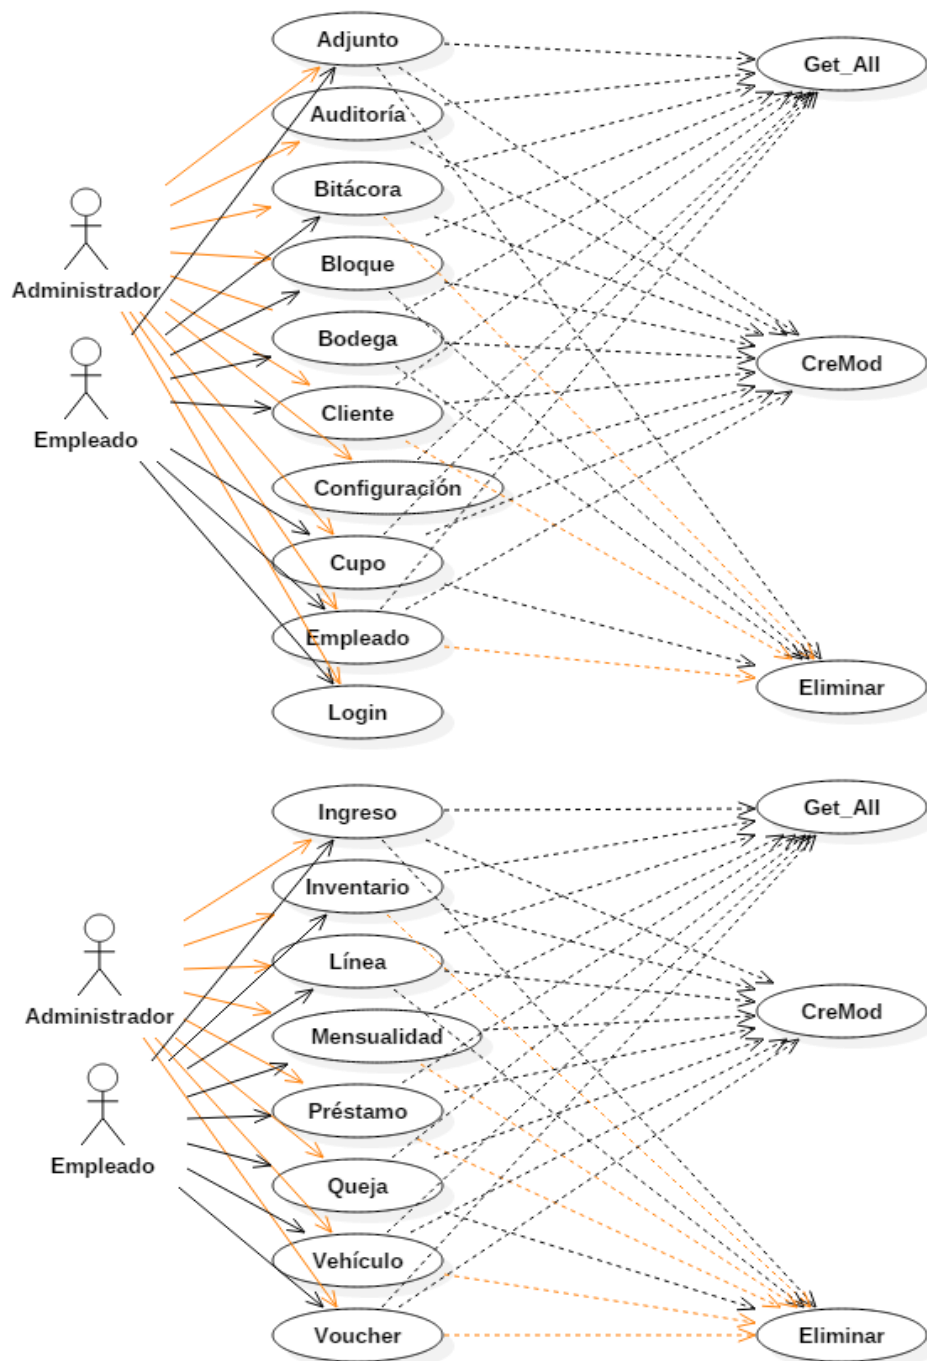 Adjunto
Get_All
Auditoría
Bitácora
Administrador
Bloque
Bodega
CreMod
Empleado
Cliente
Configuración
Cupo
Empleado
Eliminar
Login
Ingreso
Get_All
Inventario
Línea
Administrador
CreMod
Mensualidad
Préstamo
Empleado
Queja
Vehículo
Voucher
Eliminar